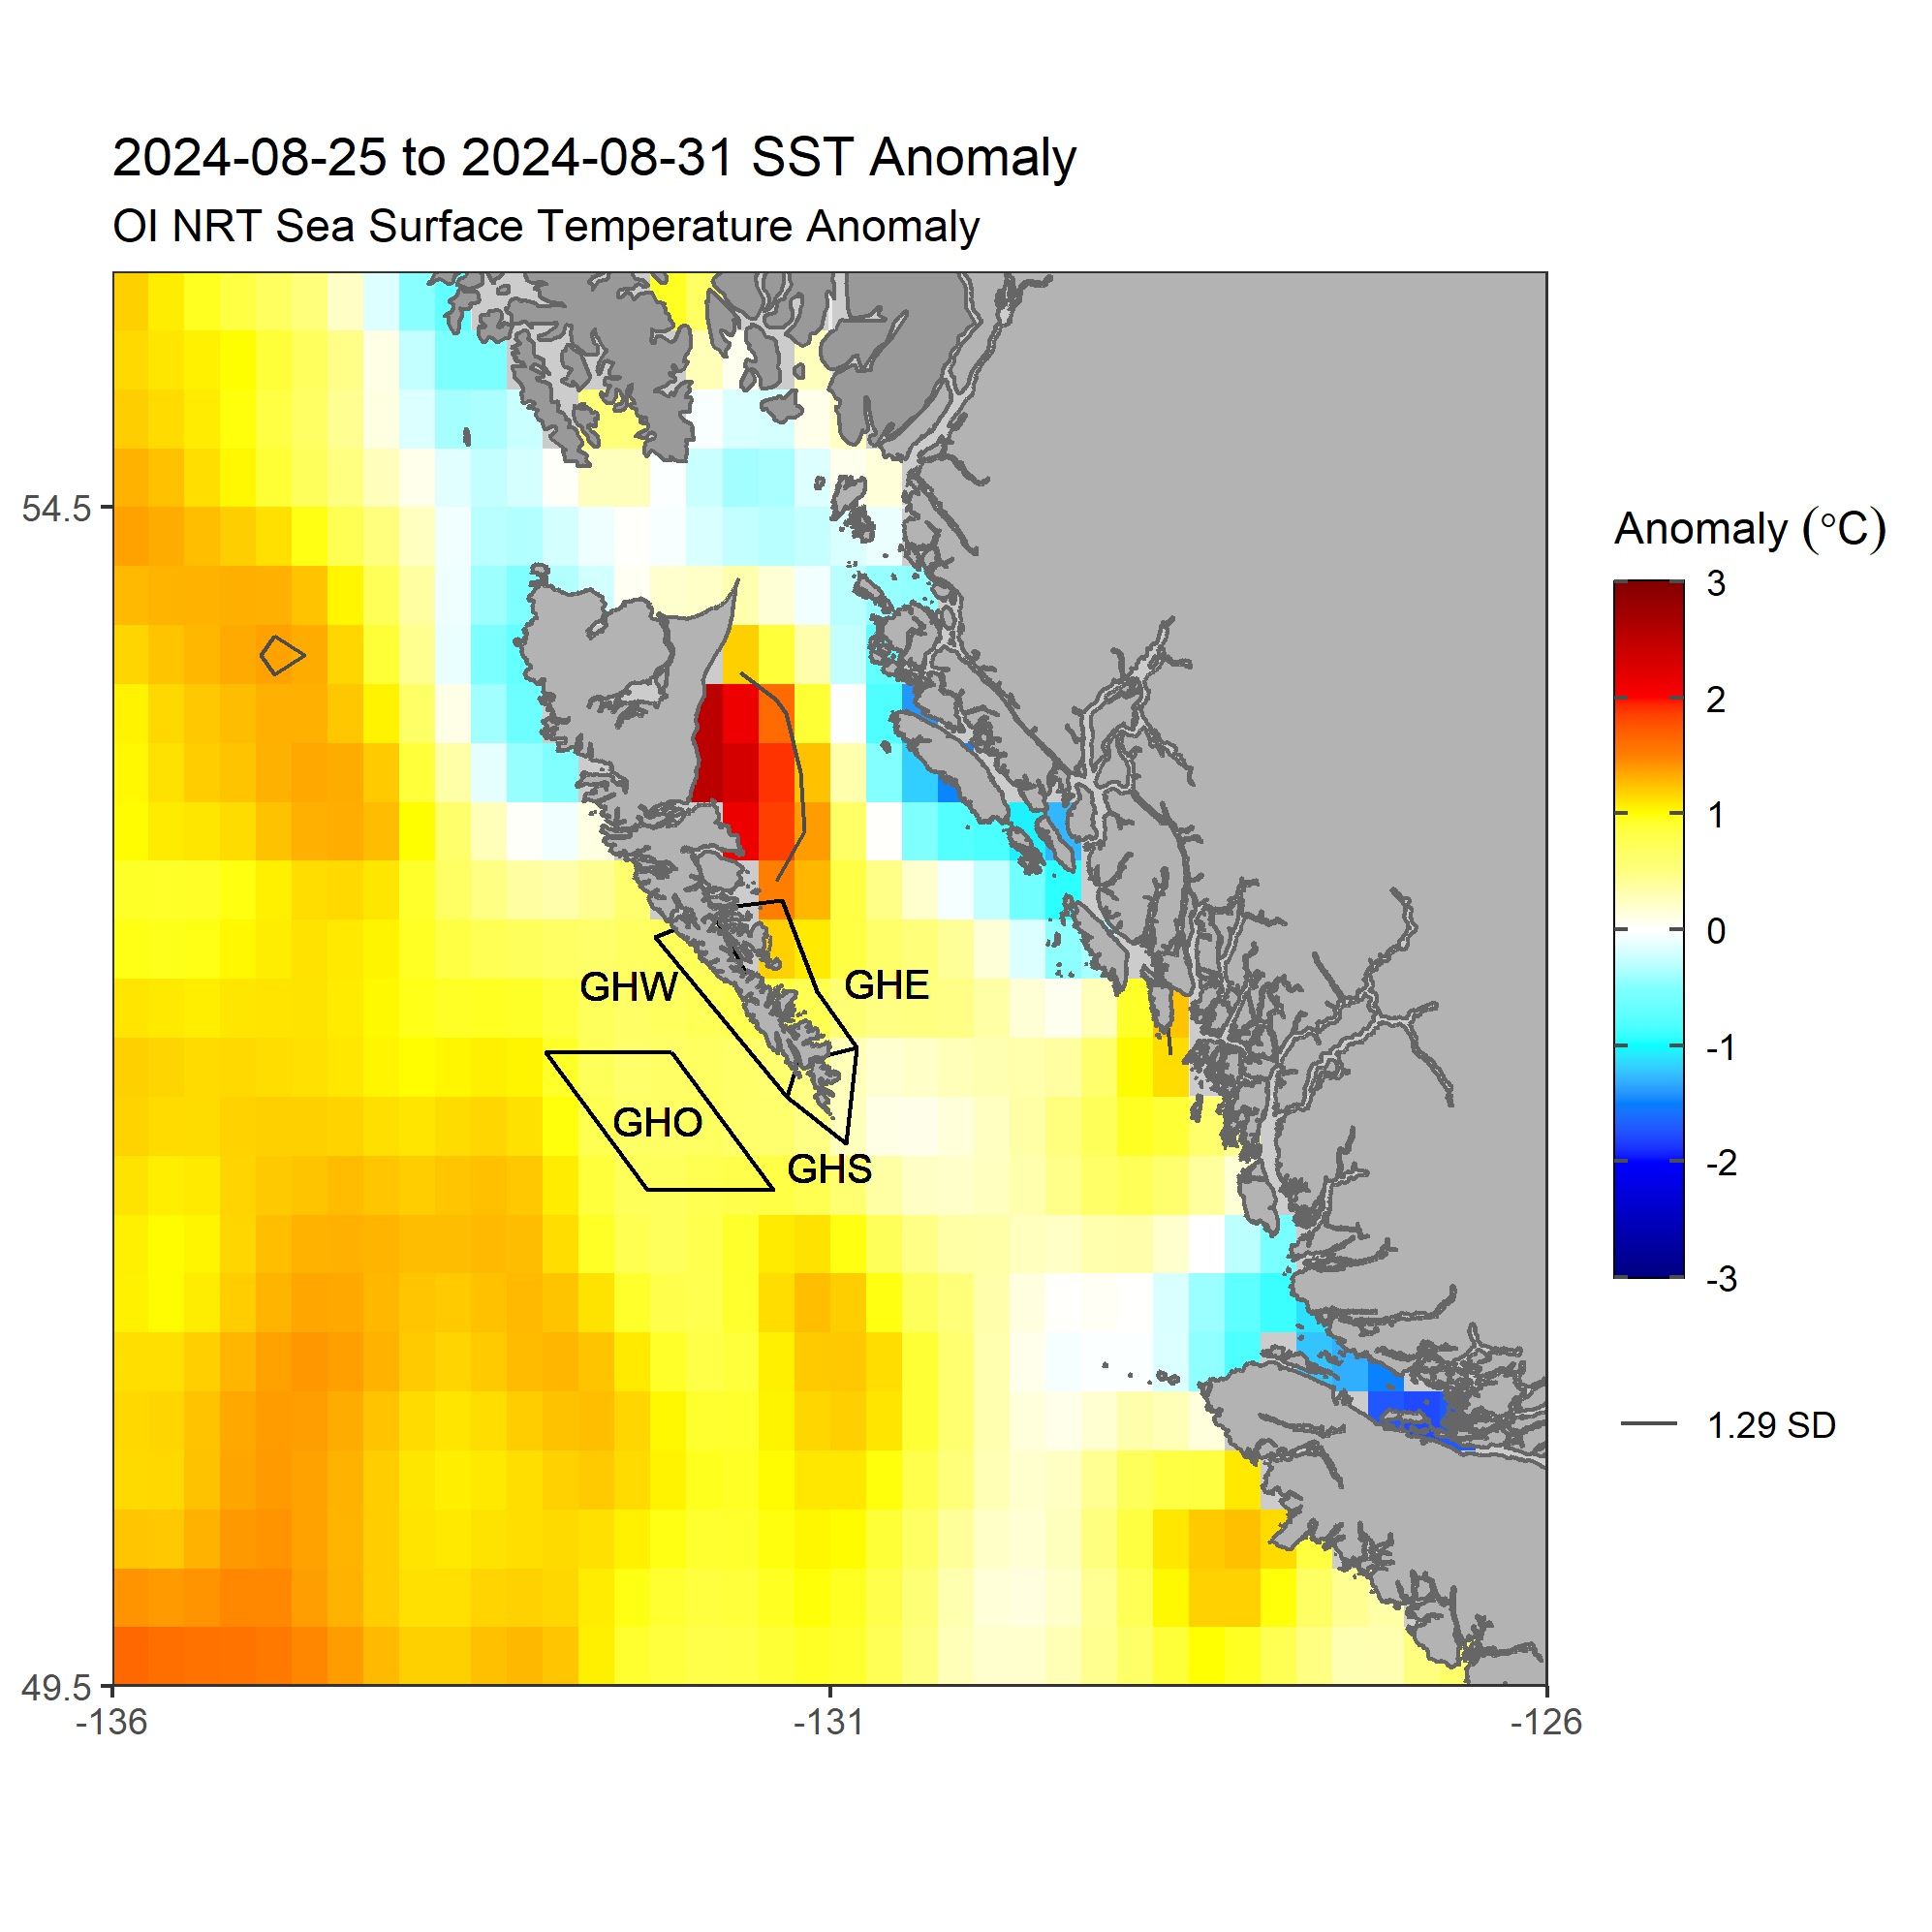 2024-08-25 to 2024-08-31 SST Anomaly
OI NRT Sea Surface Temperature Anomaly
54.5
49.5
-136
-131
-126
GHW
GHE
GHO
GHS
Anomaly (°C)
3
2
1
0
-1
-2
-3
1.29 SD